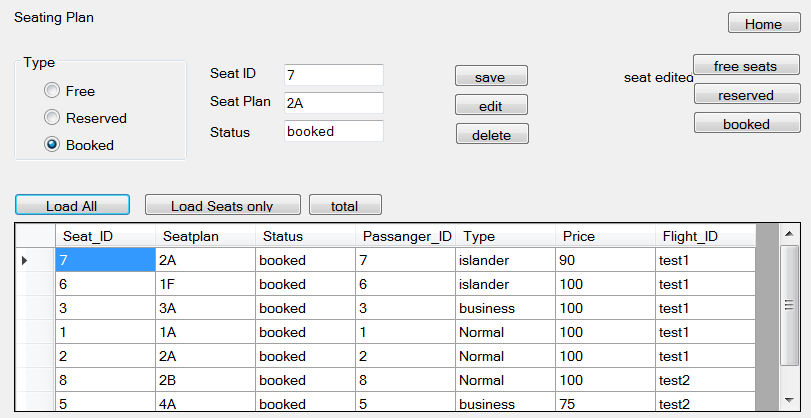 Seating Plan
Home
Type
Free
Reserved
Booked
Seat ID 7
Seat Plan 2A
Status booked
save
edit
delete
seat edited
free seats
reserved
booked
Load All Load Seats only total
Seat_ID Seatplan Status Passanger_ID Type Price Flight_ID
7 2A booked 7 islander 90 test1
6 1F booked 6 islander 100 test1
3 3A booked 3 business 100 test1
1 1A booked 1 Normal 100 test1
2 2A booked 2 Normal 100 test1
8 2B booked 8 Normal 100 test2
5 4A booked 5 business 75 test2